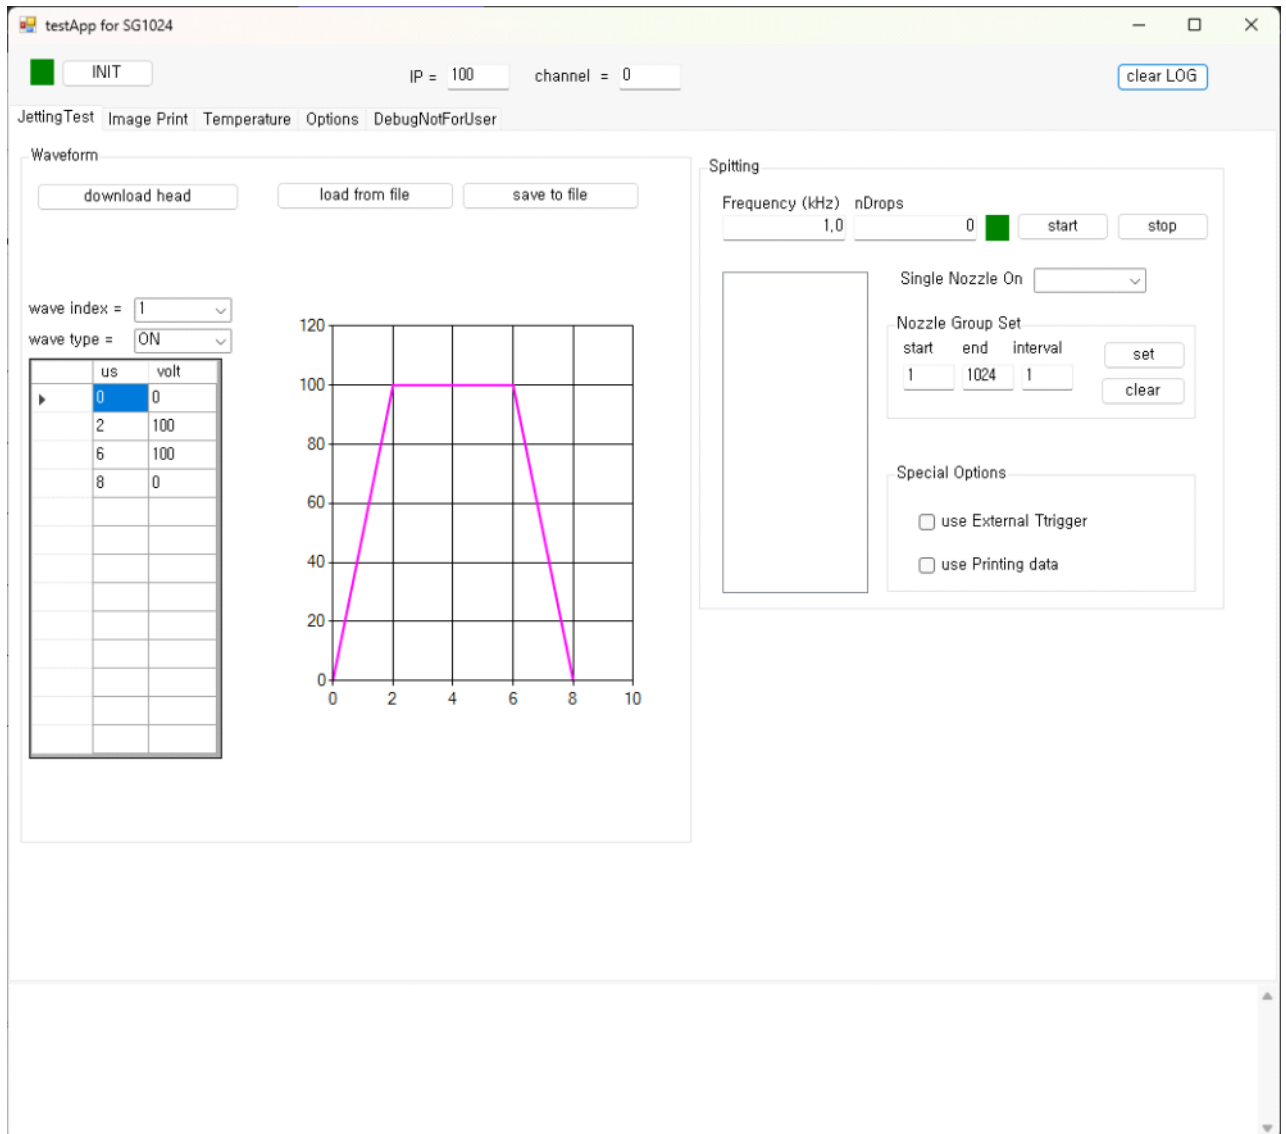 testApp for SG1024
INIT
IP = 100
channel = 0
clear LOG
JettingTest Image Print Temperature Options DebugNotForUser
Waveform
download head
load from file
save to file
wave index = 1
wave type = ON
us volt
0 0
2 100
6 100
8 0
120
100
80
60
40
20
0
0 2 4 6 8 10
Spitting
Frequency (kHz) nDrops
1,0 0 start stop
Single Nozzle On
Nozzle Group Set
start end interval
set
1 1024 1
clear
Special Options
use External Ttrigger
use Printing data